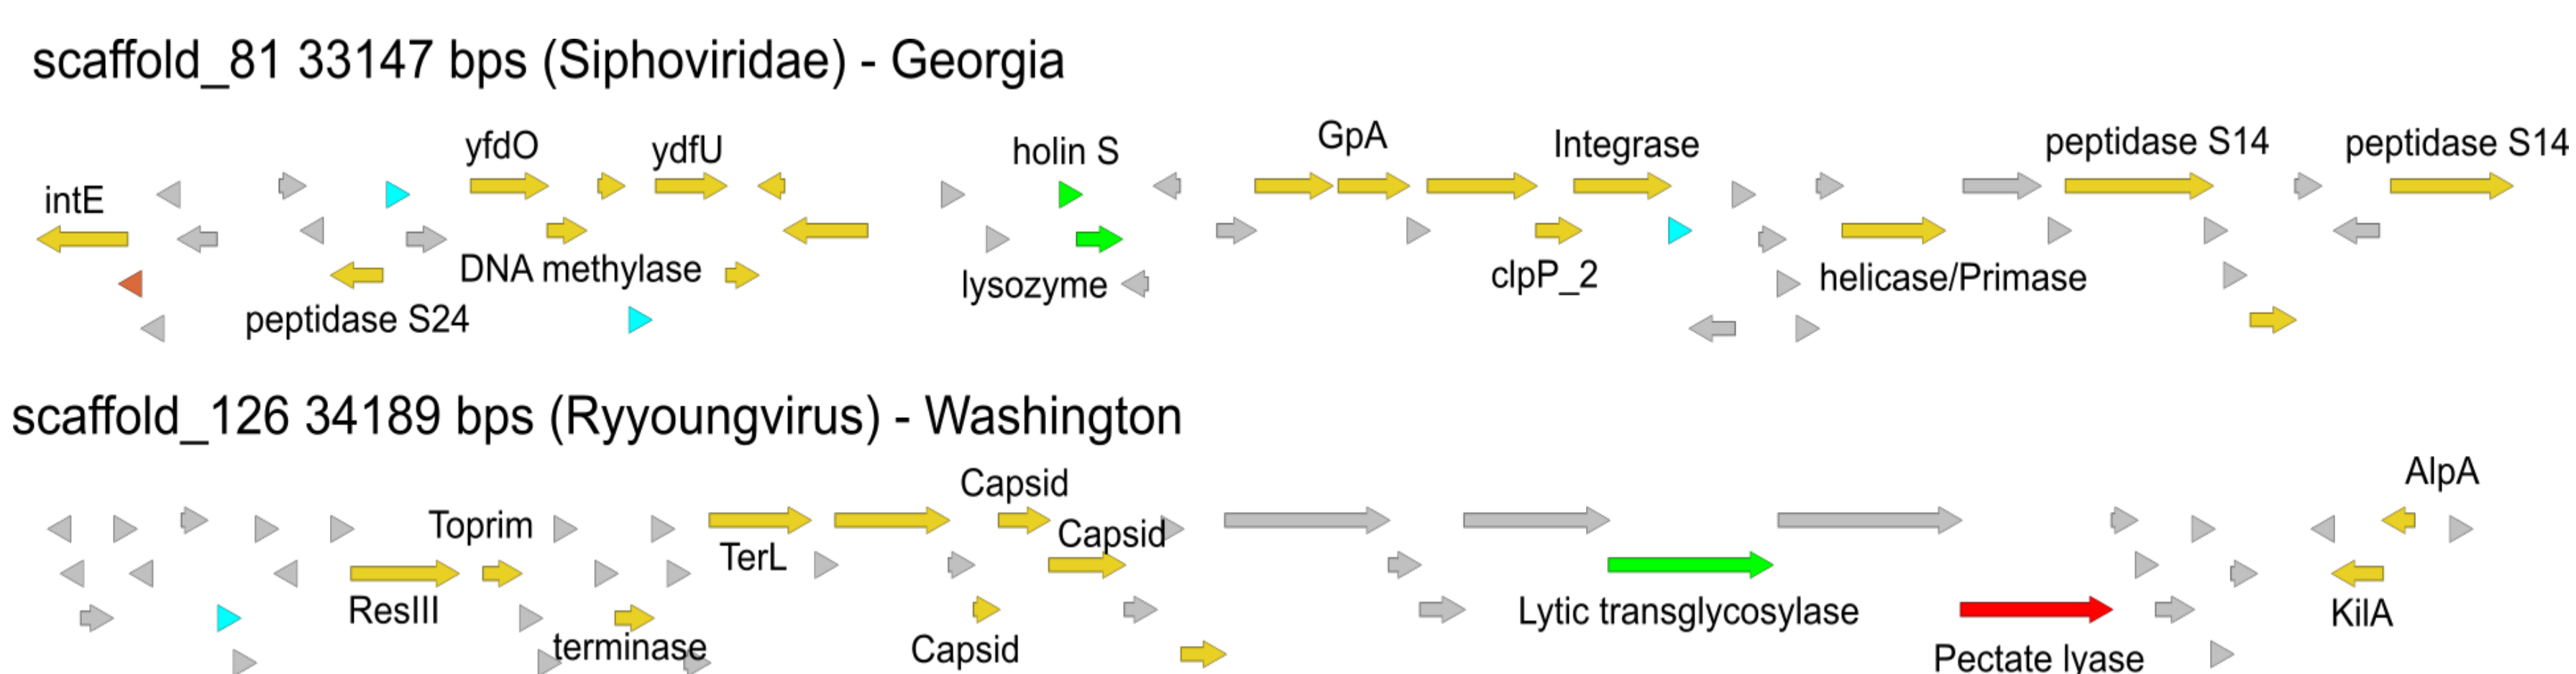 scaffold_81 33147 bps (Siphoviridae) - Georgia
intE
yfdO
ydfU
holin S
GpA
Integrase
peptidase S14
peptidase S14
peptidase S24
DNA methylase
lysozyme
clpP_2
helicase/Primase
scaffold_126 34189 bps (Ryyoungvirus) - Washington
Toprim
Capsid
Capsid
AlpA
ResIII
terminase
TerL
Capsid
Lytic transglycosylase
Pectate lyase
KilA